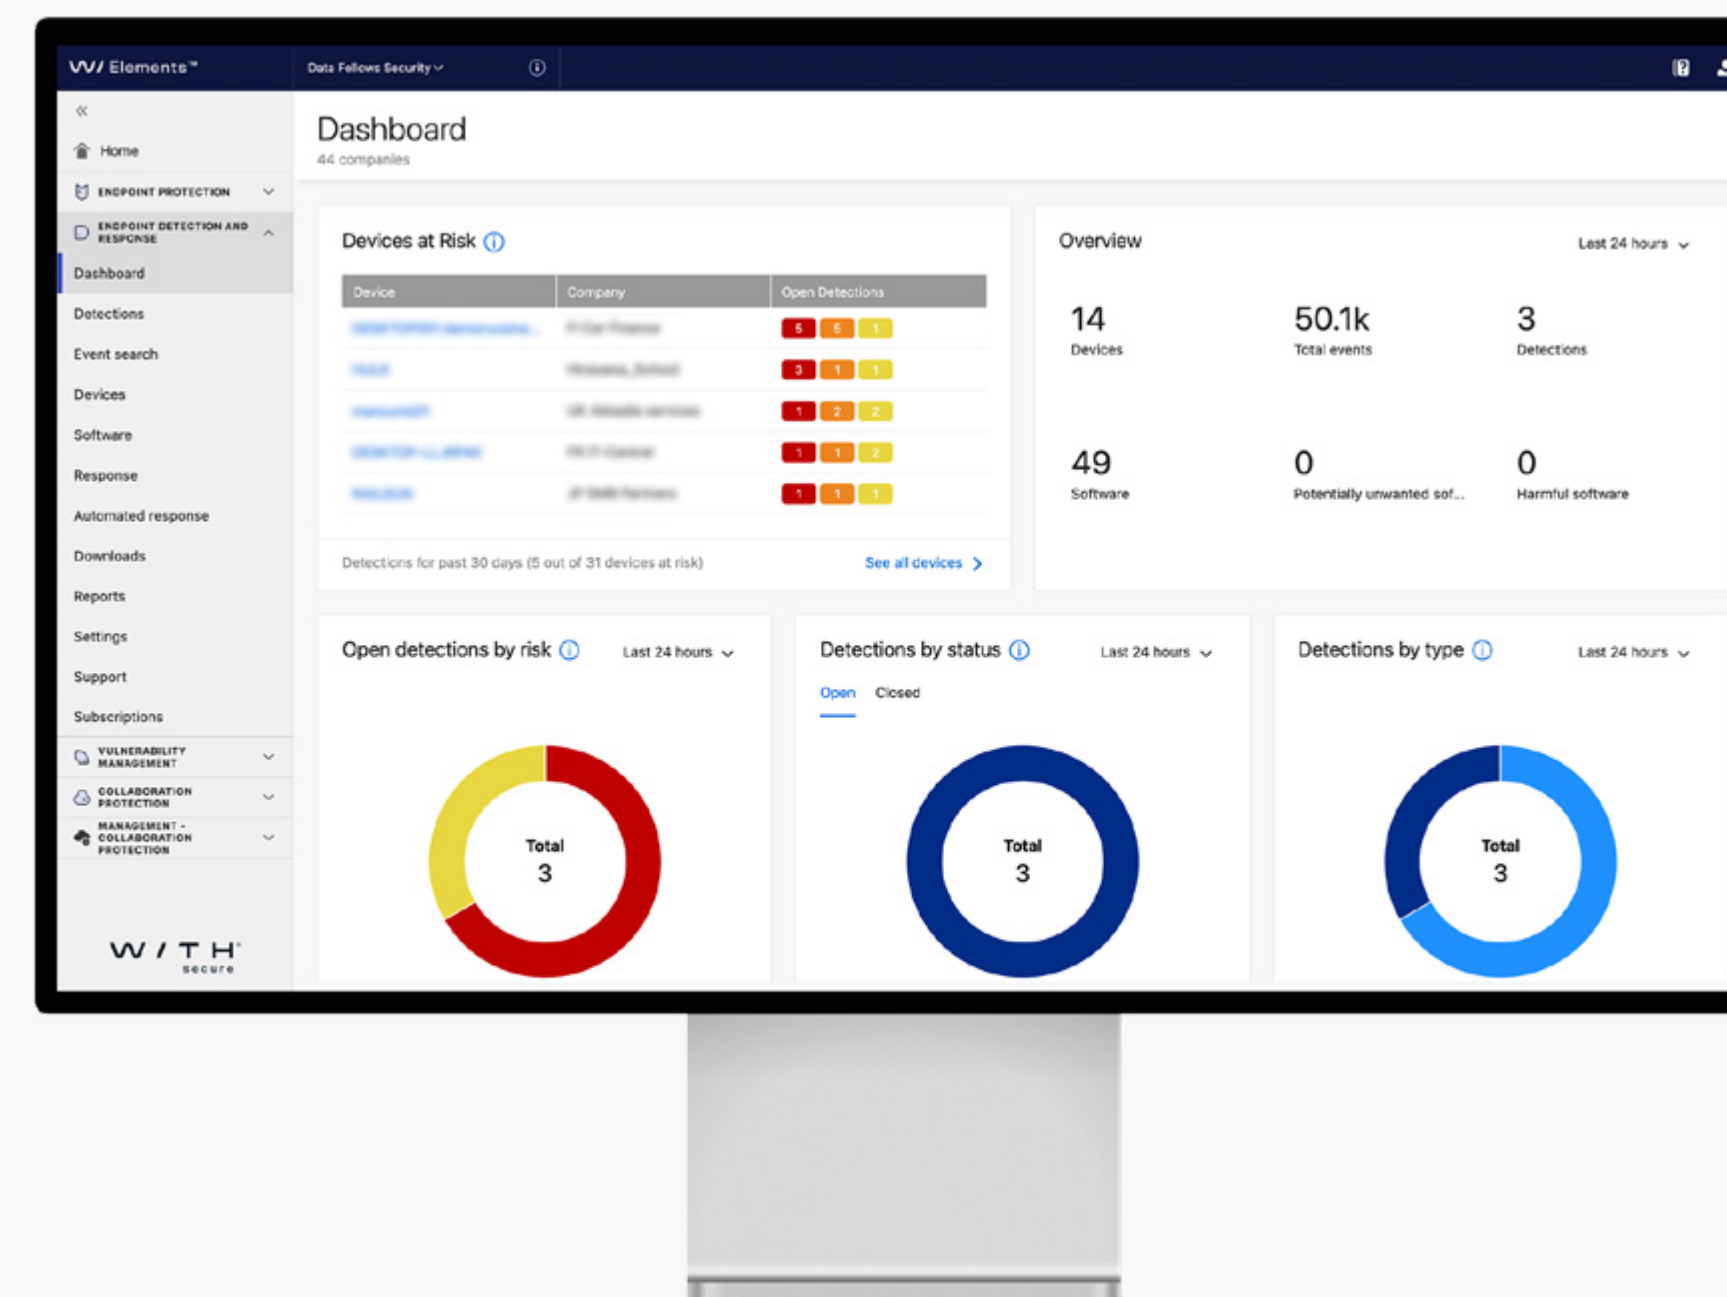 W/ Elements™
Data Fellows Security
Home
ENDPOINT PROTECTION
ENDPOINT DETECTION AND
RESPONSE
Dashboard
Detections
Event search
Devices
Software
Response
Automated response
Downloads
Reports
Settings
Support
Subscriptions
VULNERABILITY
MANAGEMENT
COLLABORATION
PROTECTION
MANAGEMENT -
COLLABORATION
PROTECTION
W / T H
secure
Dashboard
44 companies
Devices at Risk
Device Company Open Detections
5 5 1
3 1 1
1 2 2
1 1 2
1 1 1
Detections for past 30 days (5 out of 31 devices at risk)
See all devices
Overview
Last 24 hours
14
Devices
50.1k
Total events
3
Detections
49
Software
0
Potentially unwanted sof...
0
Harmful software
Open detections by risk
Last 24 hours
Total
3
Detections by status
Last 24 hours
Open Closed
Total
3
Detections by type
Last 24 hours
Total
3